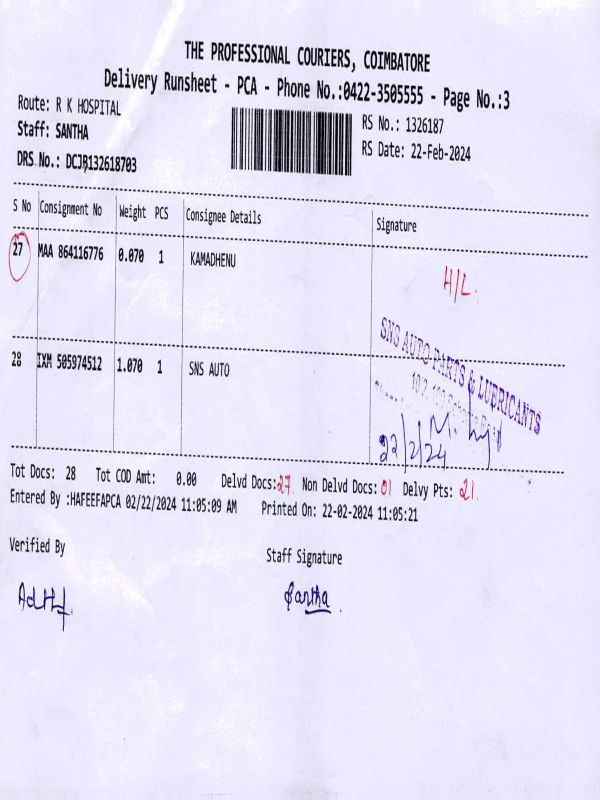 THE PROFESSIONAL COURIERS, COIMBATORE
Delivery Runsheet - PCA - Phone No.:0422-3505555 - Page No.:3
Route: R K HOSPITAL
RS No.: 1326187
Staff: SANTHA
RS Date: 22-Feb-2024
DRS No.: DCJB132618703
S No Consignment No Weight PCS Consignee Details Signature
27 MAA 864116776 0.070 1 KAMADHENU H/L.
28 IXM 505974512 1.070 1 SNS AUTO
SNS AUTO PARTS & LUBRICANTS
22/2/24
Tot Docs: 28 Tot COD Amt: 0.00 Delvd Docs:27 Non Delvd Docs:01 Delvy Pts: 21
Entered By :HAFEEFAPCA 02/22/2024 11:05:09 AM Printed On: 22-02-2024 11:05:21
Verified By
Staff Signature
Santha